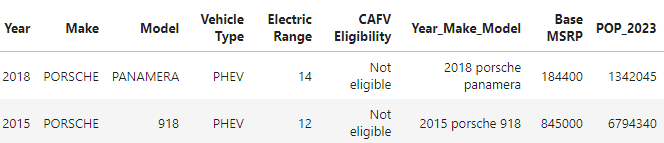 Year Make Model Vehicle Type Electric Range CAFV Eligibility Year_Make_Model Base MSRP POP_2023
2018 PORSCHE PANAMERA PHEV 14 Not eligible 2018 porsche panamera 184400 1342045
2015 PORSCHE 918 PHEV 12 Not eligible 2015 porsche 918 845000 6794340